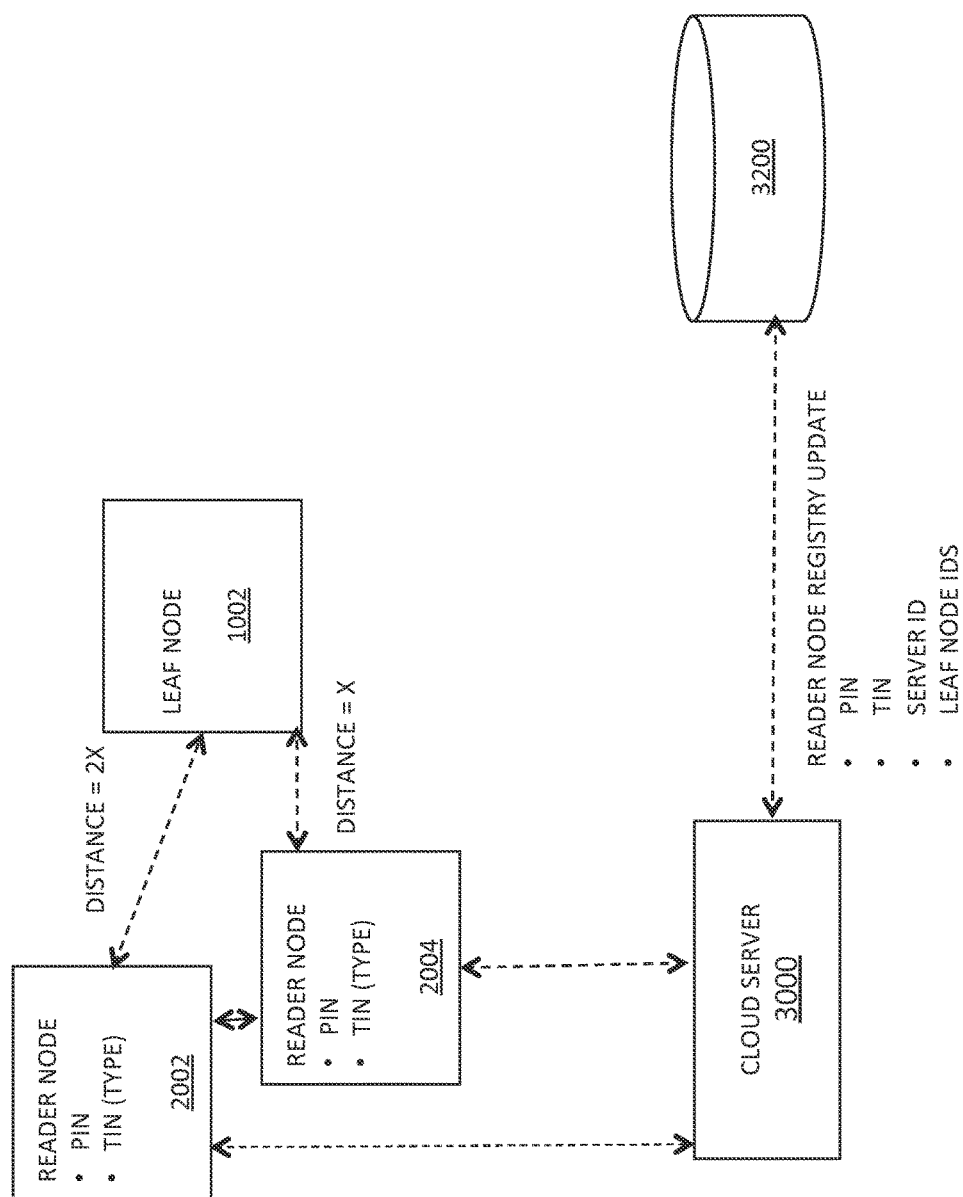 READER NODE
• PIN
• TIN (TYPE)
2002
DISTANCE = 2X
LEAF NODE
1002
READER NODE
• PIN
• TIN (TYPE)
2004
DISTANCE = X
CLOUD SERVER
3000
READER NODE REGISTRY UPDATE
• PIN
• TIN
• SERVER ID
• LEAF NODE IDS
3200